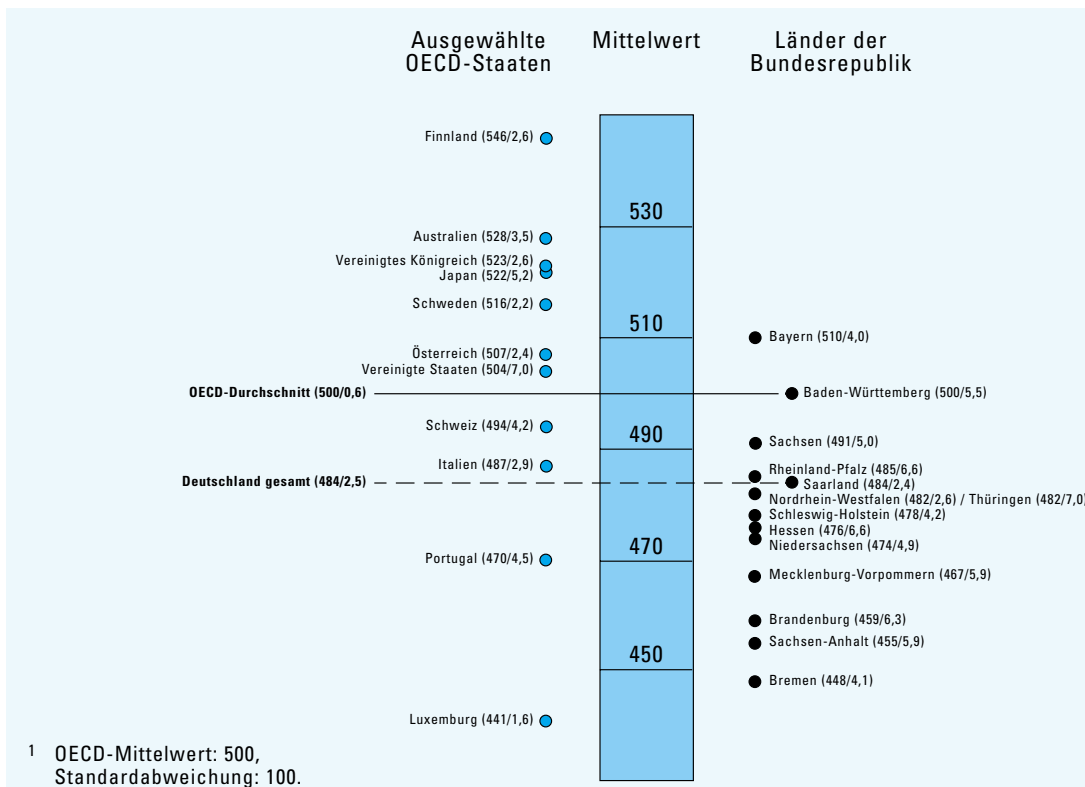 Ausgewählte
OECD-Staaten
Mittelwert
Länder der
Bundesrepublik
Finnland (546/2,6)
530
Australien (528/3,5)
Vereinigtes Königreich (523/2,6)
Japan (522/5,2)
Schweden (516/2,2)
510
Bayern (510/4,0)
Österreich (507/2,4)
Vereinigte Staaten (504/7,0)
OECD-Durchschnitt (500/0,6)
Baden-Württemberg (500/5,5)
Schweiz (494/4,2)
490
Sachsen (491/5,0)
Italien (487/2,9)
Rheinland-Pfalz (485/6,6)
Deutschland gesamt (484/2,5)
Saarland (484/2,4)
Nordrhein-Westfalen (482/2,6) / Thüringen (482/7,0)
Schleswig-Holstein (478/4,2)
Hessen (476/6,6)
Niedersachsen (474/4,9)
470
Portugal (470/4,5)
Mecklenburg-Vorpommern (467/5,9)
Brandenburg (459/6,3)
Sachsen-Anhalt (455/5,9)
450
Bremen (448/4,1)
Luxemburg (441/1,6)
1 OECD-Mittelwert: 500,
Standardabweichung: 100.